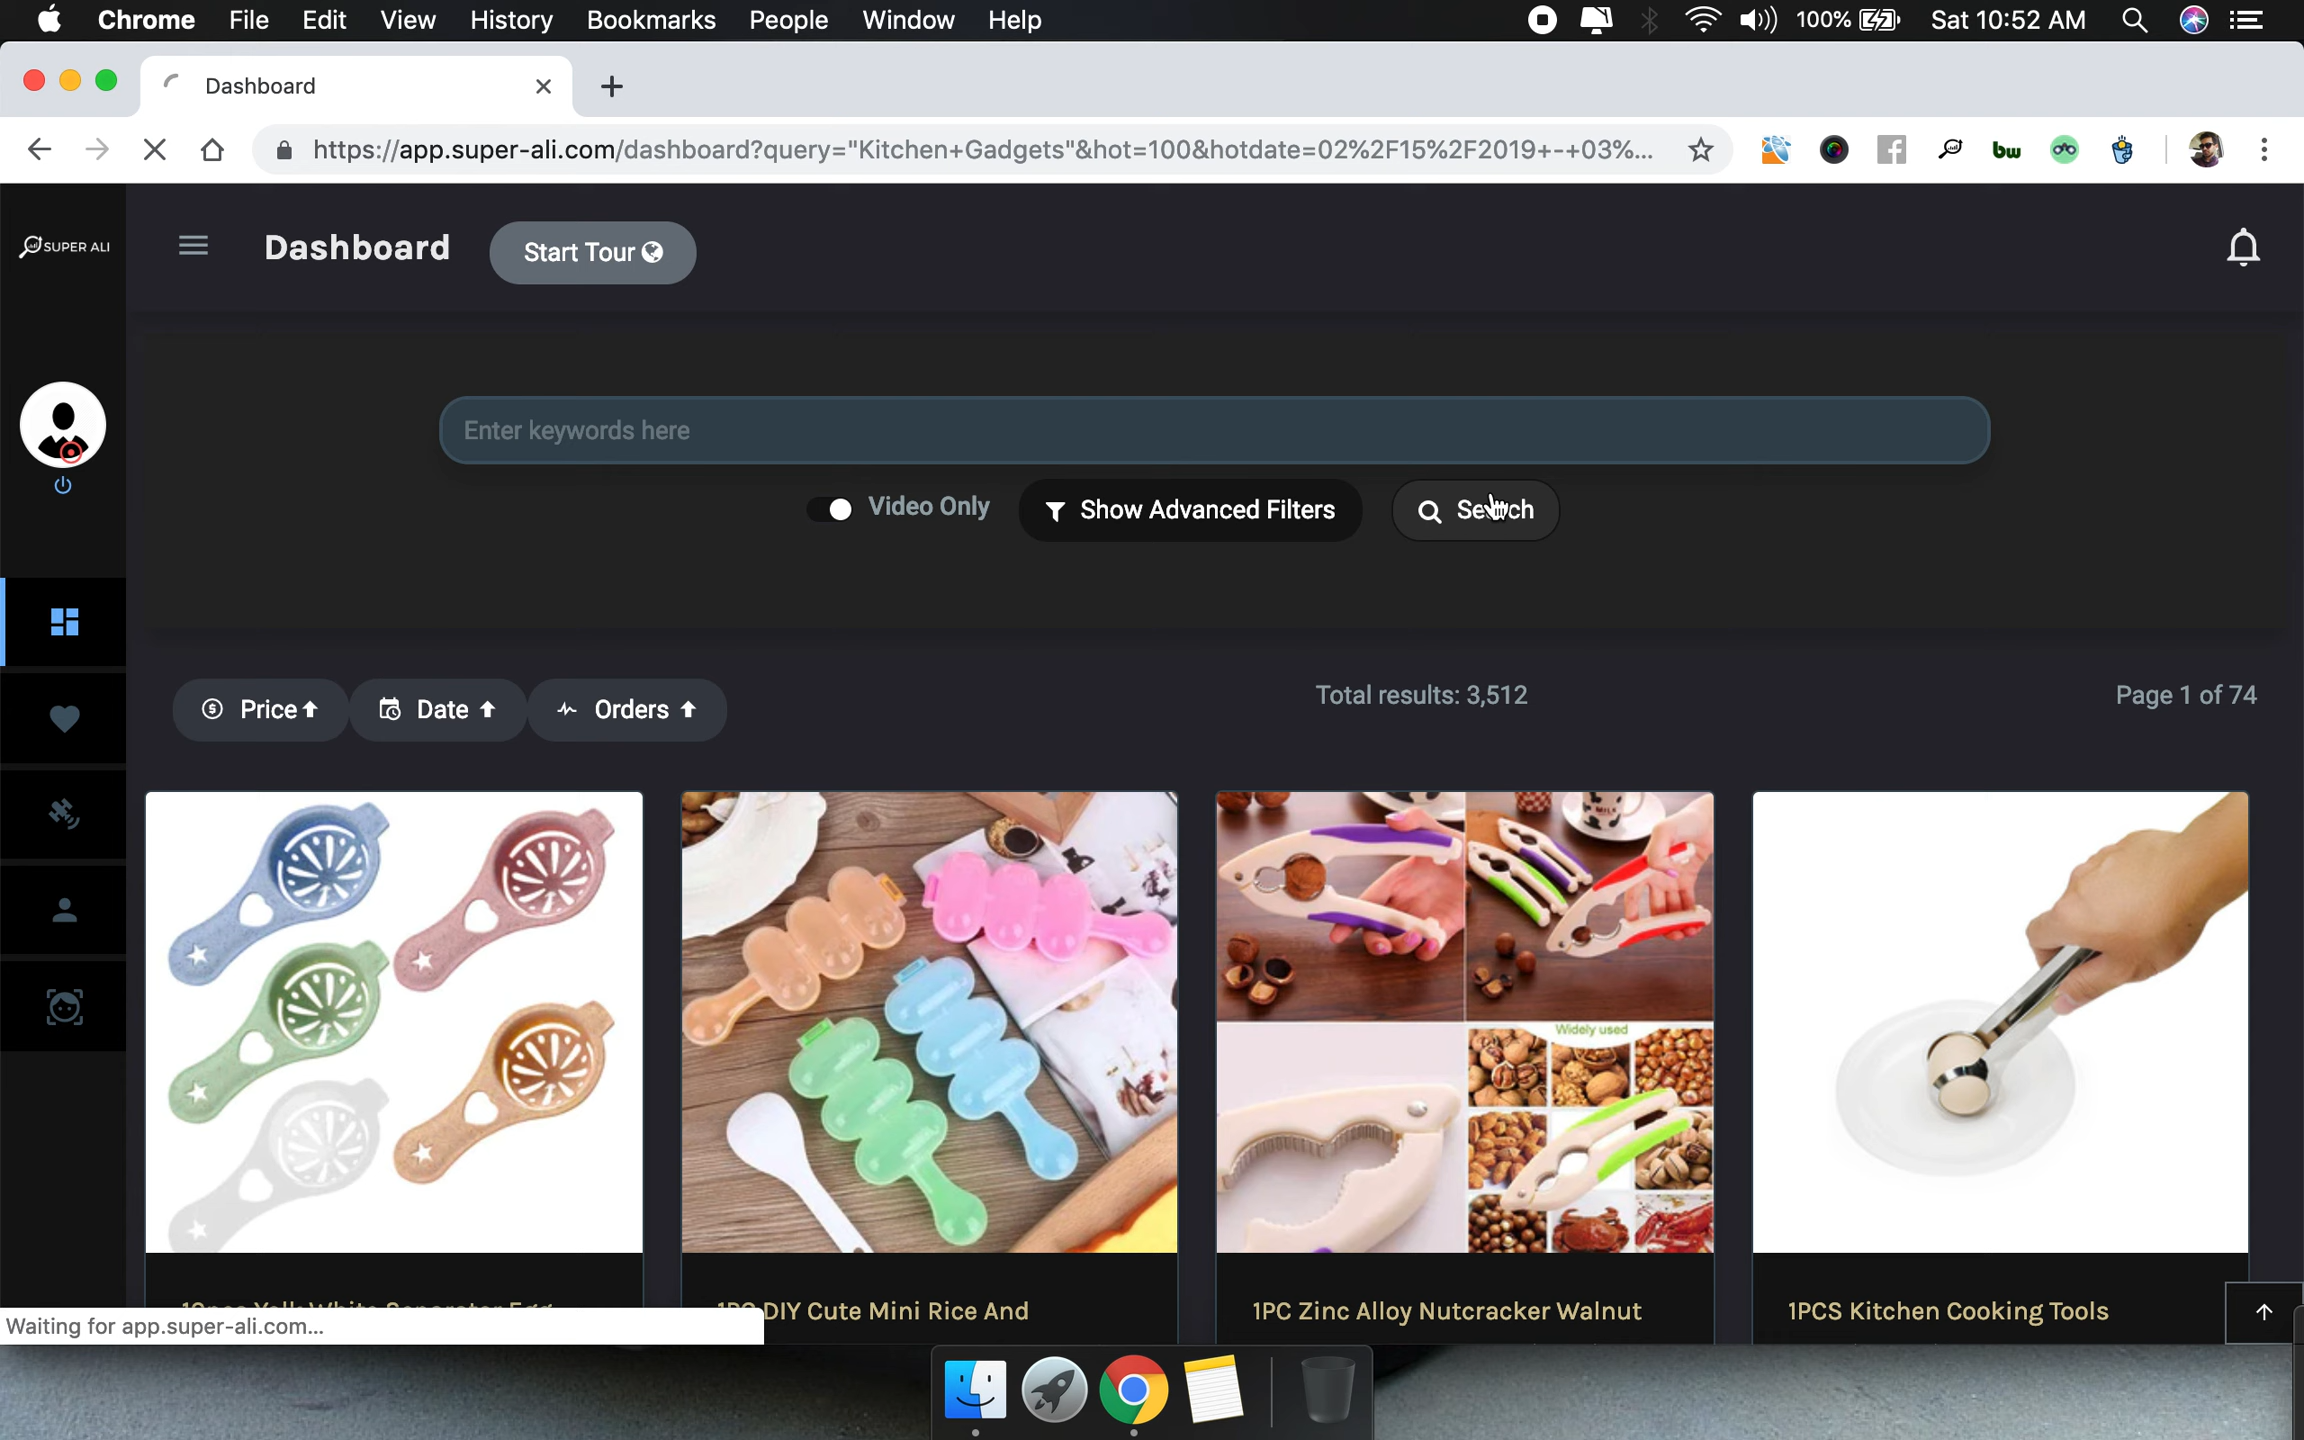 Chrome File Edit View History Bookmarks People Window Help 100% Sat 10:52 AM
Dashboard
https://app.super-ali.com/dashboard?query="Kitchen+Gadgets"&hot=100&hotdate=02%2F15%2F2019+-+03%...
bw
SUPER ALI
Dashboard
Start Tour
Enter keywords here
Video Only
Show Advanced Filters
Search
Price
Date
Orders
Total results: 3,512
Page 1 of 74
MILK
Widely used
DIY Cute Mini Rice And
1PC Zinc Alloy Nutcracker Walnut
1PCS Kitchen Cooking Tools
Waiting for app.super-ali.com...